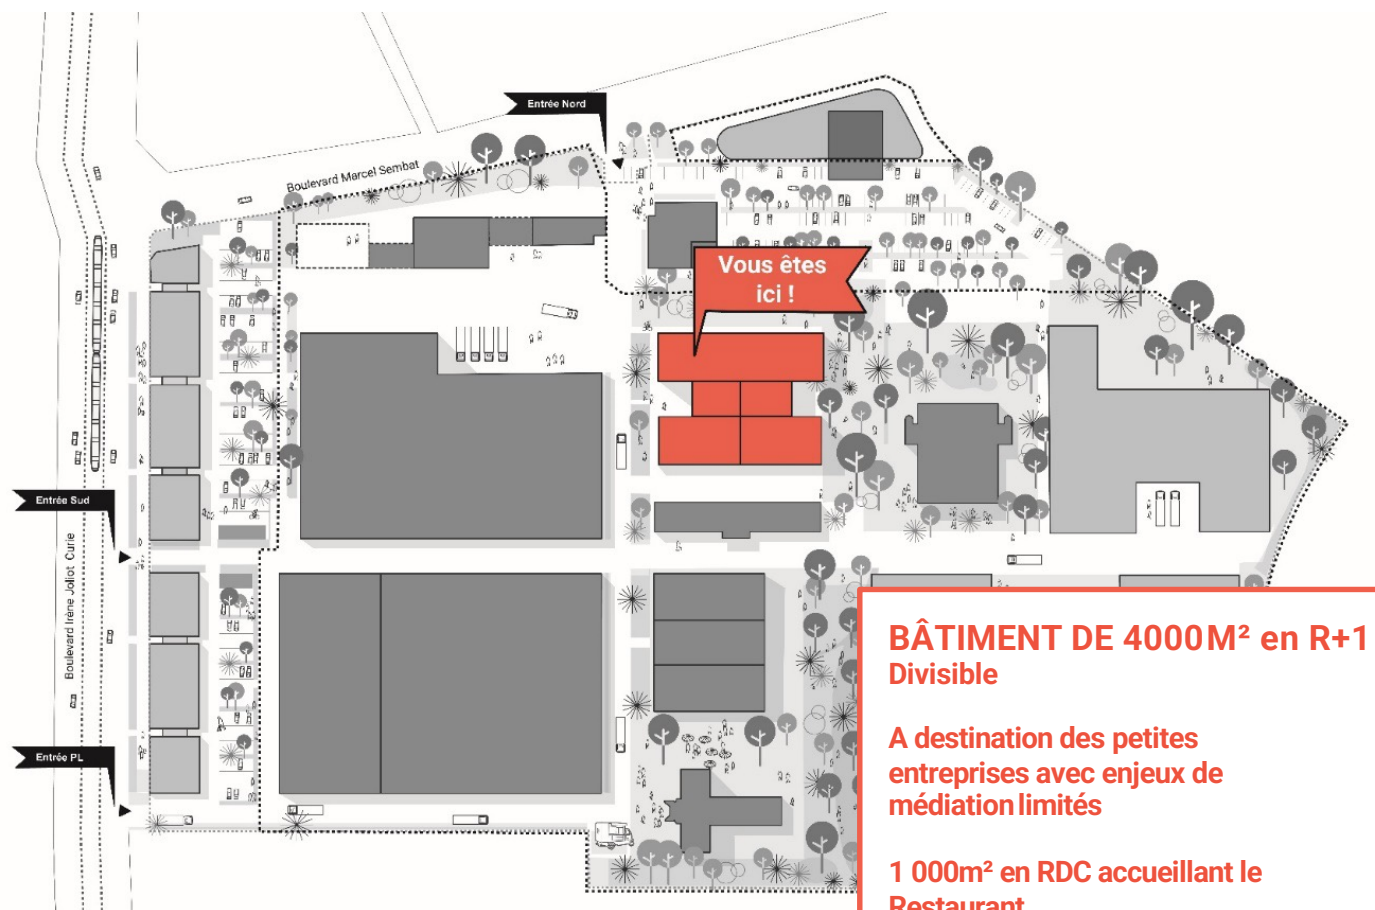 Entrée Nord
Boulevard Marcel Sembat
Vous êtes
ici !
Entrée Sud
Boulevard Irène Joliot Curie
Entrée PL
BÂTIMENT DE 4000M² en R+1
Divisible
A destination des petites
entreprises avec enjeux de
médiation limités
1 000m² en RDC accueillant le
Restaurant